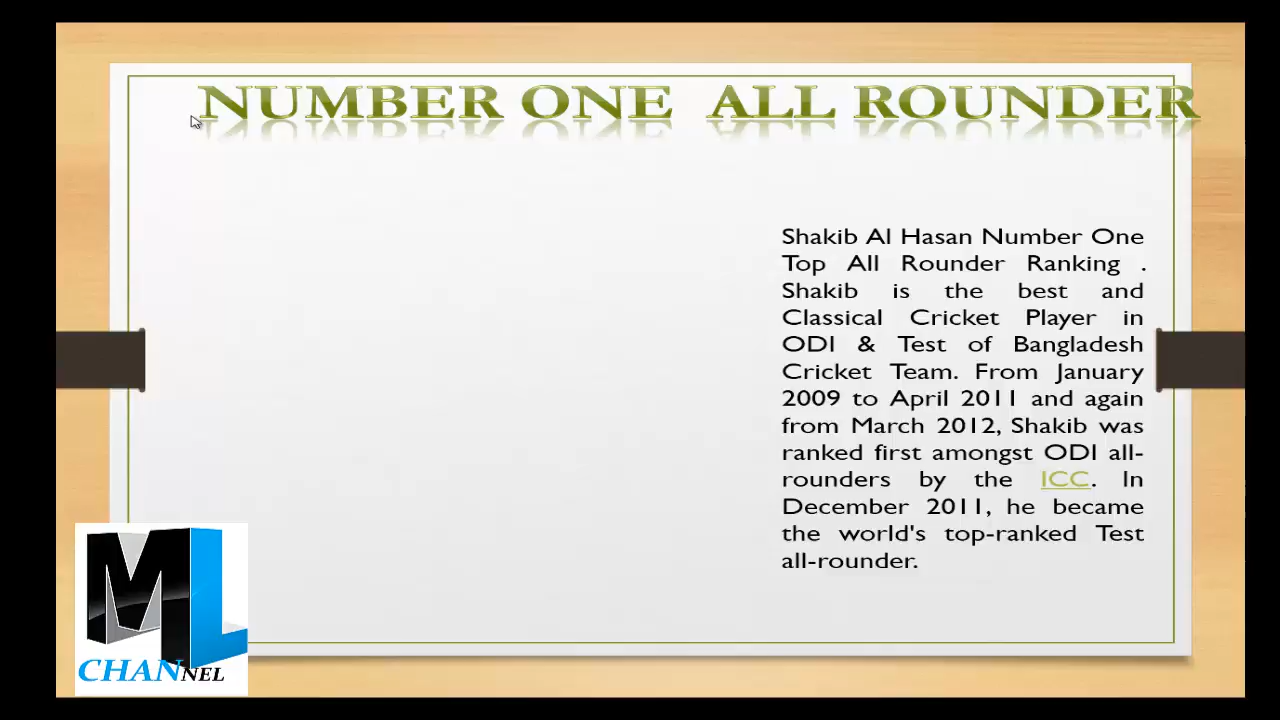 NUMBER ONE ALL ROUNDER
Shakib Al Hasan Number One
Top All Rounder Ranking .
Shakib is the best and
Classical Cricket Player in
ODI & Test of Bangladesh
Cricket Team. From January
2009 to April 2011 and again
from March 2012, Shakib was
ranked first amongst ODI all-
rounders by the ICC. In
December 2011, he became
the world's top-ranked Test
all-rounder.
ML
CHANNEL